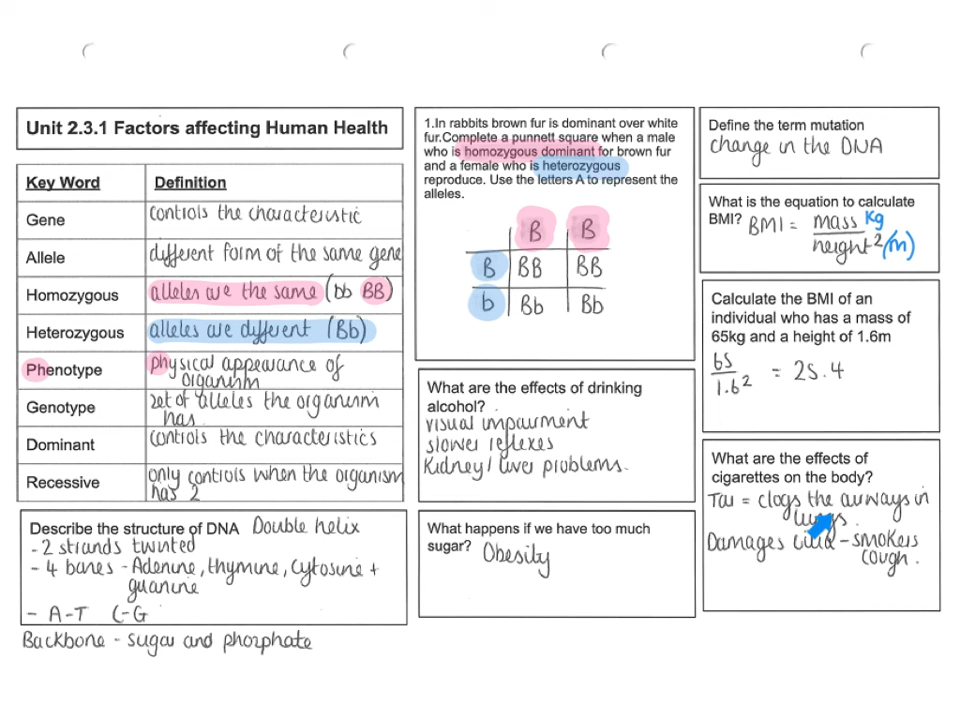 Unit 2.3.1 Factors affecting Human Health
Key Word Definition
Gene controls the characteristic
Allele different form of the same gene
Homozygous alleles are the same (bb BB)
Heterozygous alleles are different (Bb)
Phenotype physical appearance of
organism
Genotype set of alleles the organism
has
Dominant controls the characteristics
Recessive only controls when the organism
has 2
Describe the structure of DNA Double helix
- 2 strands twisted
- 4 bases - Adenine, thymine, cytosine +
guanine
- A-T C-G
Backbone - sugar and phosphate
1.In rabbits brown fur is dominant over white
fur.Complete a punnett square when a male
who is homozygous dominant for brown fur
and a female who is heterozygous
reproduce. Use the letters A to represent the
alleles.
B B
B BB BB
b Bb Bb
What are the effects of drinking
alcohol?
visual impairment
slower reflexes
Kidney / liver problems.
What happens if we have too much
sugar? Obesity
Define the term mutation
change in the DNA
What is the equation to calculate
BMI? BMI = mass kg
height² (m)
Calculate the BMI of an
individual who has a mass of
65kg and a height of 1.6m
65
1.6² = 25.4
What are the effects of
cigarettes on the body?
Tar = clogs the airways in
lungs.
Damages cilia - smokers
cough.